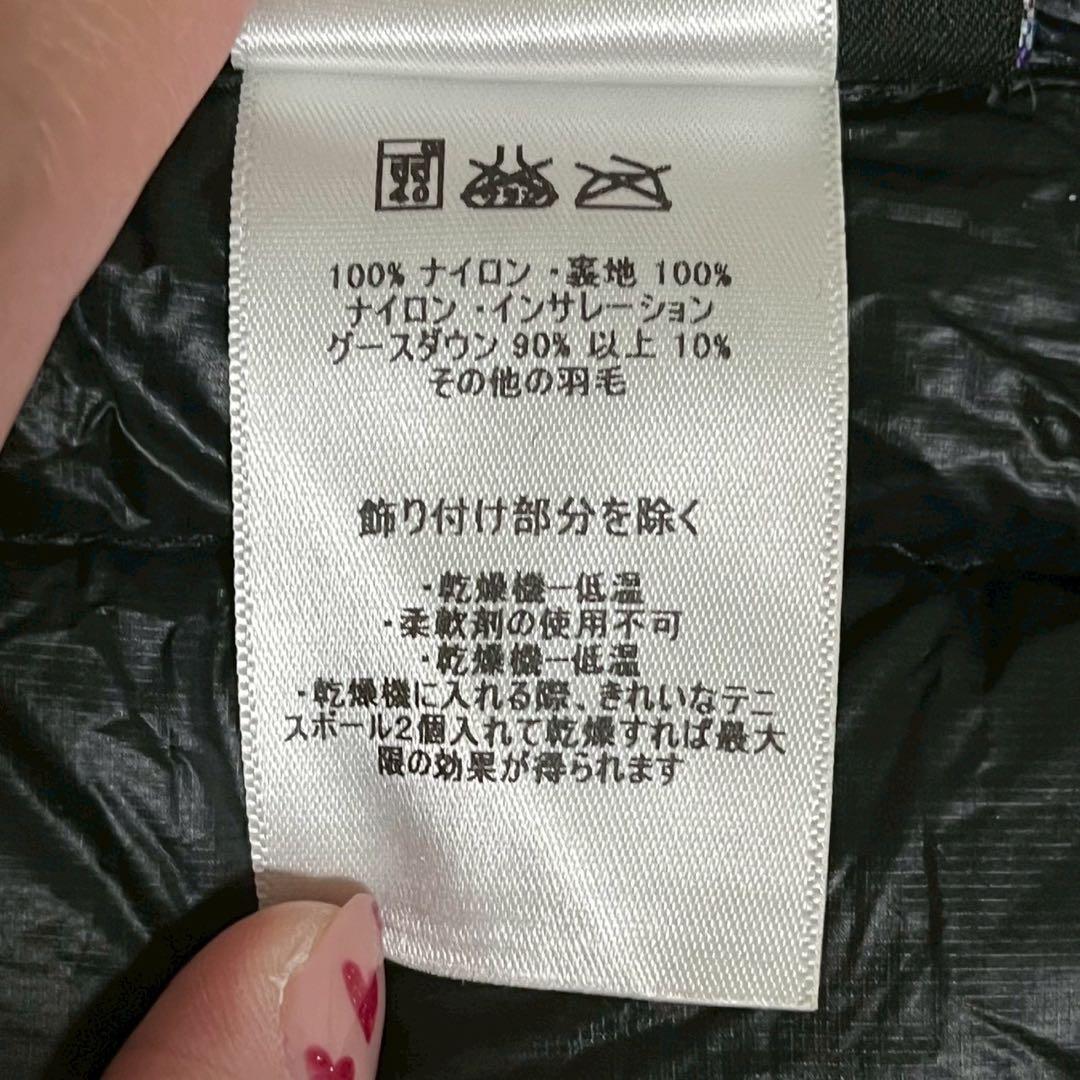 40
100% ナイロン ・裏地 100%
ナイロン ・インサレーション
グースダウン 90% 以上 10%
その他の羽毛
飾り付け部分を除く
・乾燥機ー低温
・柔軟剤の使用不可
・乾燥機ー低温
・乾燥機に入れる際、きれいなテニ
スボール2個入れて乾燥すれば最大
限の効果が得られます